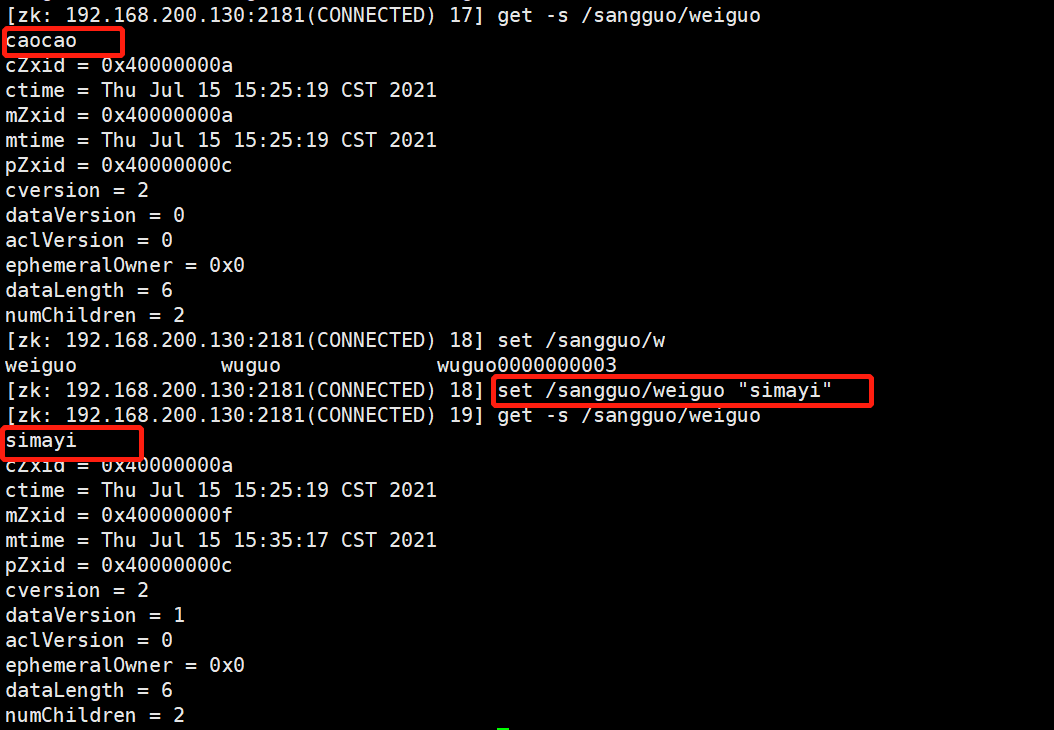 [zk: 192.168.200.130:2181(CONNECTED) 17] get -s /sangguo/weiguo
caocao
cZxid = 0x40000000a
ctime = Thu Jul 15 15:25:19 CST 2021
mZxid = 0x40000000a
mtime = Thu Jul 15 15:25:19 CST 2021
pZxid = 0x40000000c
cversion = 2
dataVersion = 0
aclVersion = 0
ephemeralOwner = 0x0
dataLength = 6
numChildren = 2
[zk: 192.168.200.130:2181(CONNECTED) 18] set /sangguo/w
weiguo            wuguo             wuguo0000000003
[zk: 192.168.200.130:2181(CONNECTED) 18] set /sangguo/weiguo "simayi"
[zk: 192.168.200.130:2181(CONNECTED) 19] get -s /sangguo/weiguo
simayi
cZxid = 0x40000000a
ctime = Thu Jul 15 15:25:19 CST 2021
mZxid = 0x40000000f
mtime = Thu Jul 15 15:35:17 CST 2021
pZxid = 0x40000000c
cversion = 2
dataVersion = 1
aclVersion = 0
ephemeralOwner = 0x0
dataLength = 6
numChildren = 2